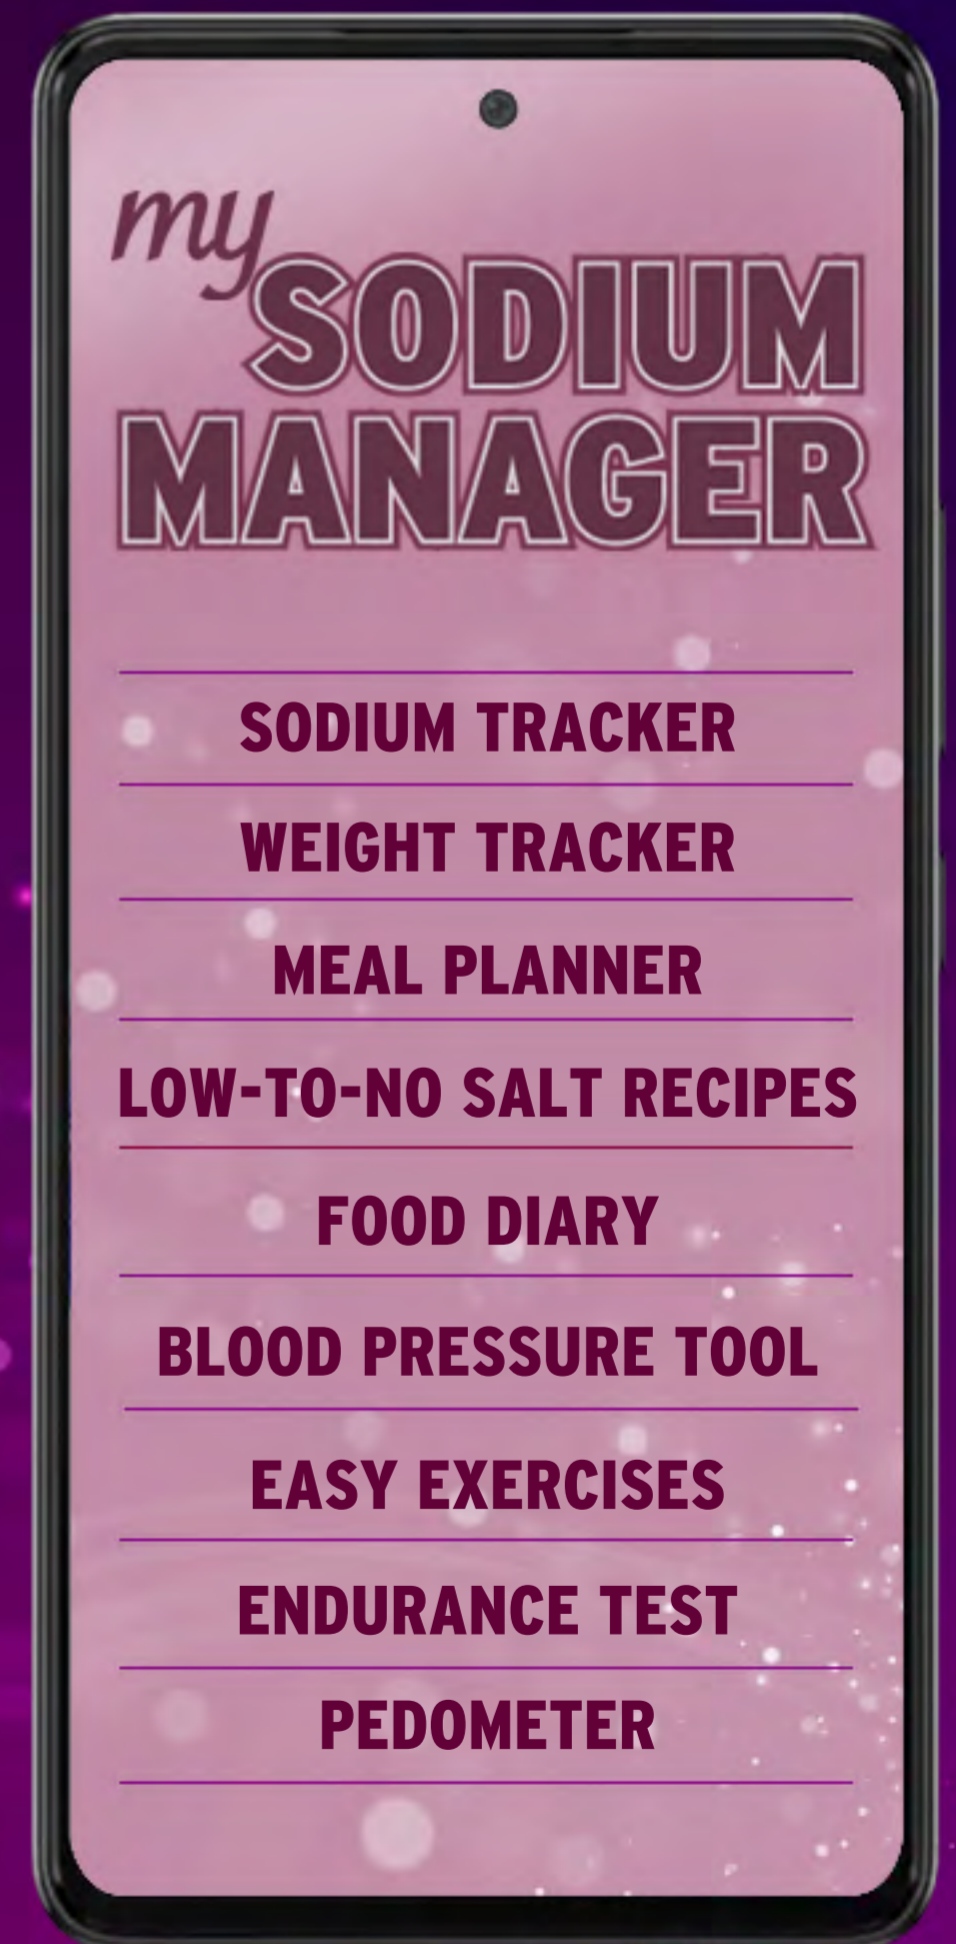 my
SODIUM
MANAGER
SODIUM TRACKER
WEIGHT TRACKER
MEAL PLANNER
LOW-TO-NO SALT RECIPES
FOOD DIARY
BLOOD PRESSURE TOOL
EASY EXERCISES
ENDURANCE TEST
PEDOMETER